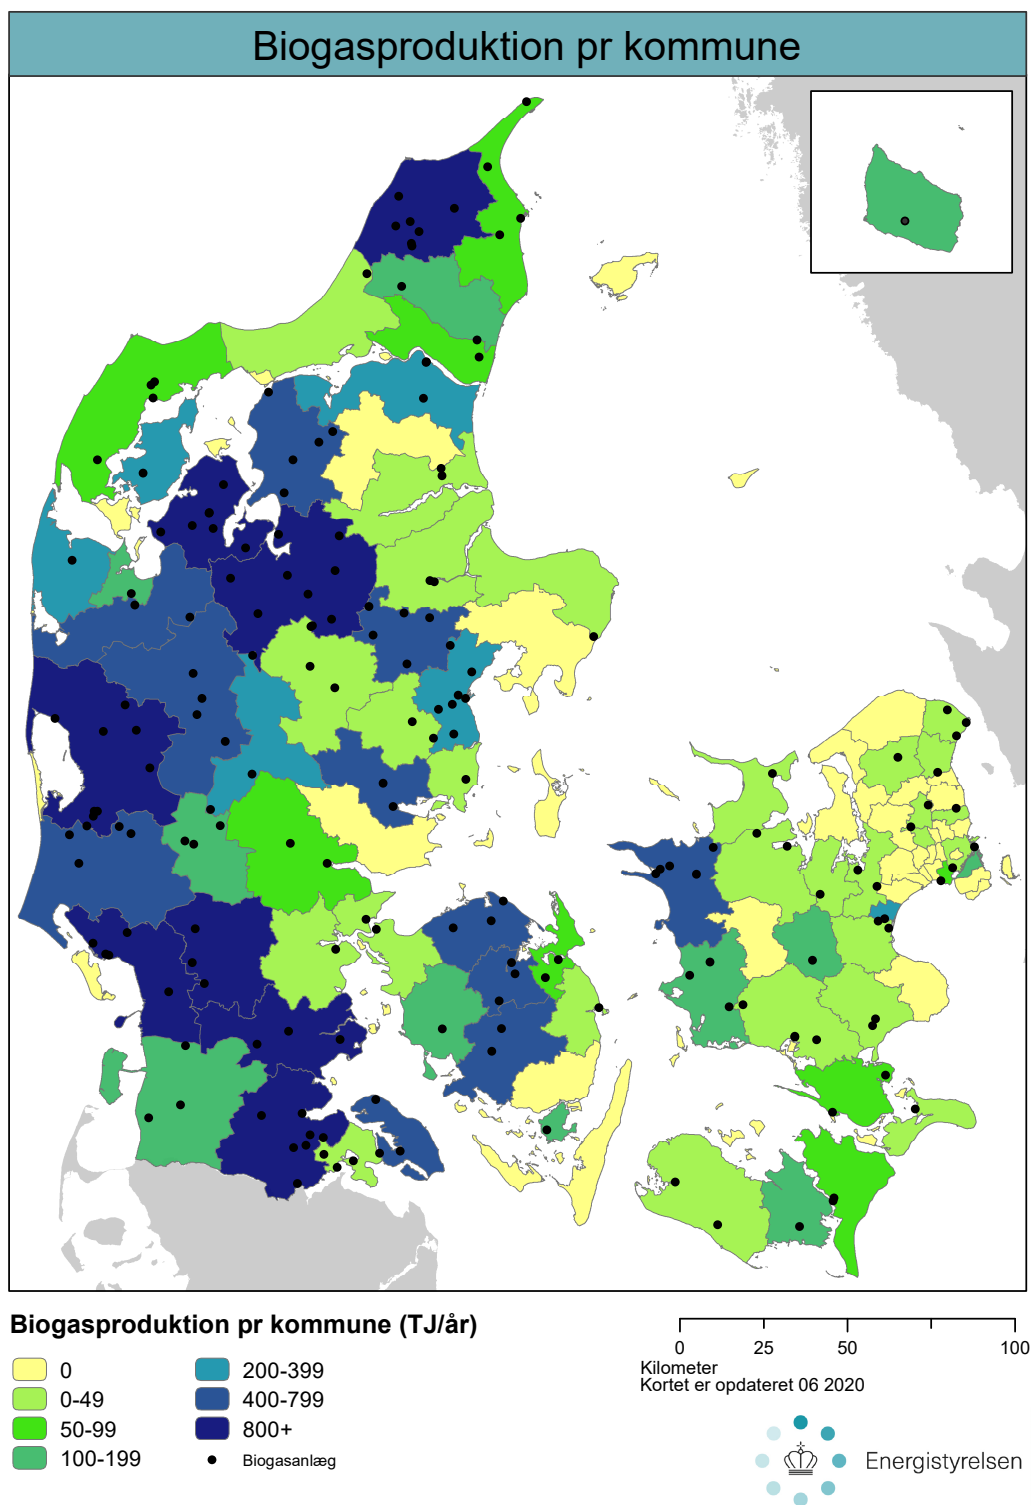 Biogasproduktion pr kommune
Biogasproduktion pr kommune (TJ/år)
0
0-49
50-99
100-199
200-399
400-799
800+
Biogasanlæg
0 25 50 100
Kilometer
Kortet er opdateret 06 2020
Energistyrelsen